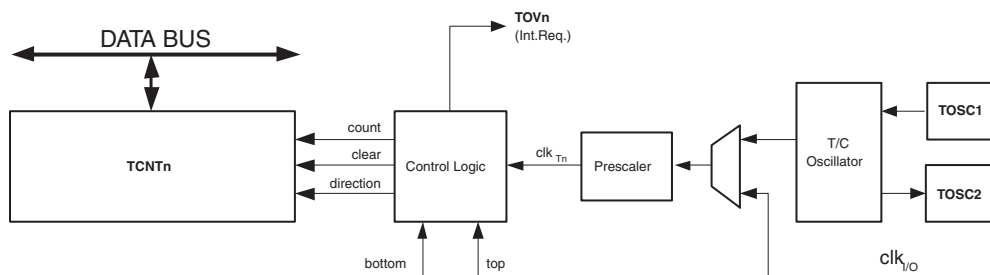 TOVn
(Int.Req.)
DATA BUS
TCNTn
count
clear
direction
Control Logic
clk Tn
Prescaler
T/C
Oscillator
TOSC1
TOSC2
bottom
top
clk I/O